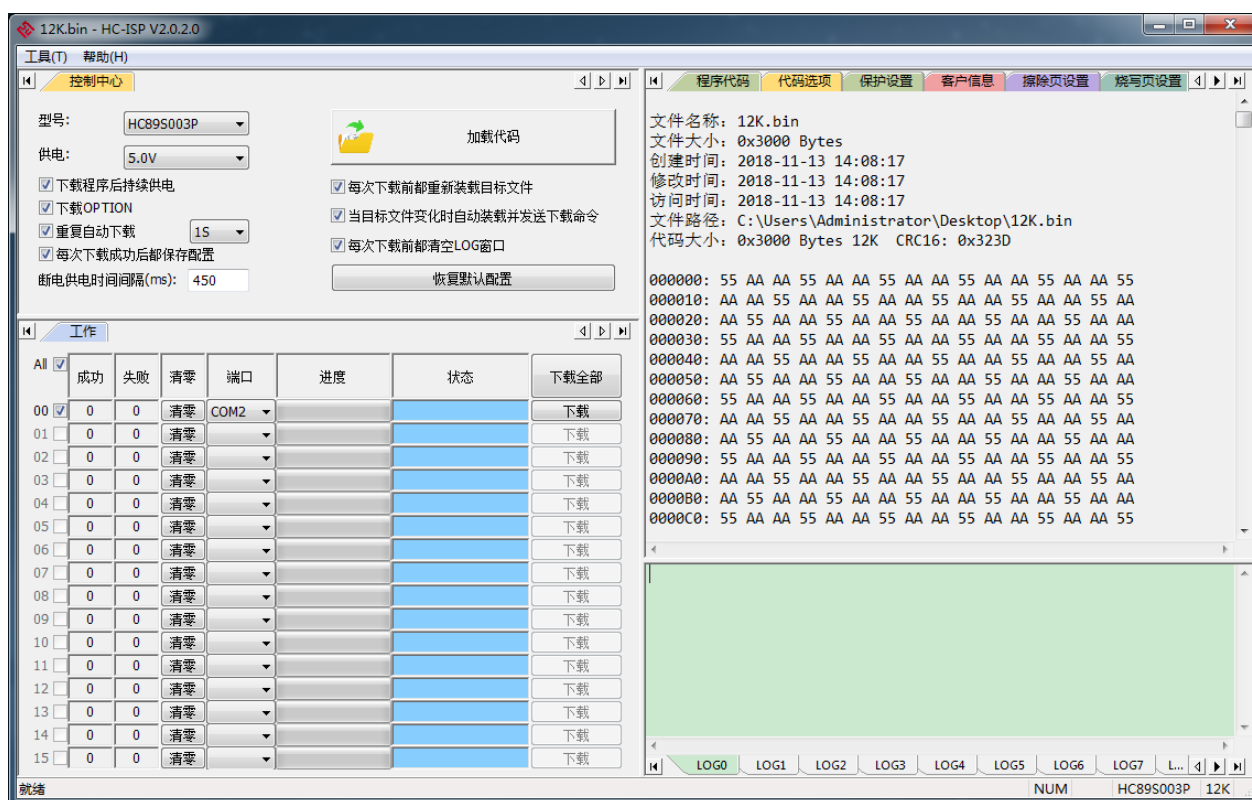 12K.bin - HC-ISP V2.0.2.0
工具(T) 帮助(H)
控制中心
型号: HC89S003P
供电: 5.0V
加载代码
下载程序后持续供电
下载OPTION
重复自动下载 1S
每次下载成功后都保存配置
断电供电时间间隔(ms): 450
每次下载前都重新装载目标文件
当目标文件变化时自动装载并发送下载命令
每次下载前都清空LOG窗口
恢复默认配置
工作
All 成功 失败 清零 端口 进度 状态 下载全部
00 0 0 清零 COM2 下载
01 0 0 清零 下载
02 0 0 清零 下载
03 0 0 清零 下载
04 0 0 清零 下载
05 0 0 清零 下载
06 0 0 清零 下载
07 0 0 清零 下载
08 0 0 清零 下载
09 0 0 清零 下载
10 0 0 清零 下载
11 0 0 清零 下载
12 0 0 清零 下载
13 0 0 清零 下载
14 0 0 清零 下载
15 0 0 清零 下载
程序代码 代码选项 保护设置 客户信息 擦除页设置 烧写页设置
文件名称: 12K.bin
文件大小: 0x3000 Bytes
创建时间: 2018-11-13 14:08:17
修改时间: 2018-11-13 14:08:17
访问时间: 2018-11-13 14:08:17
文件路径: C:\Users\Administrator\Desktop\12K.bin
代码大小: 0x3000 Bytes 12K CRC16: 0x323D
000000: 55 AA AA 55 AA AA 55 AA AA 55 AA AA 55 AA AA 55
000010: AA AA 55 AA AA 55 AA AA 55 AA AA 55 AA AA 55 AA
000020: AA 55 AA AA 55 AA AA 55 AA AA 55 AA AA 55 AA AA
000030: 55 AA AA 55 AA AA 55 AA AA 55 AA AA 55 AA AA 55
000040: AA AA 55 AA AA 55 AA AA 55 AA AA 55 AA AA 55 AA
000050: AA 55 AA AA 55 AA AA 55 AA AA 55 AA AA 55 AA AA
000060: 55 AA AA 55 AA AA 55 AA AA 55 AA AA 55 AA AA 55
000070: AA AA 55 AA AA 55 AA AA 55 AA AA 55 AA AA 55 AA
000080: AA 55 AA AA 55 AA AA 55 AA AA 55 AA AA 55 AA AA
000090: 55 AA AA 55 AA AA 55 AA AA 55 AA AA 55 AA AA 55
0000A0: AA AA 55 AA AA 55 AA AA 55 AA AA 55 AA AA 55 AA
0000B0: AA 55 AA AA 55 AA AA 55 AA AA 55 AA AA 55 AA AA
0000C0: 55 AA AA 55 AA AA 55 AA AA 55 AA AA 55 AA AA 55
LOG0 LOG1 LOG2 LOG3 LOG4 LOG5 LOG6 LOG7 L...
就绪 NUM HC89S003P 12K